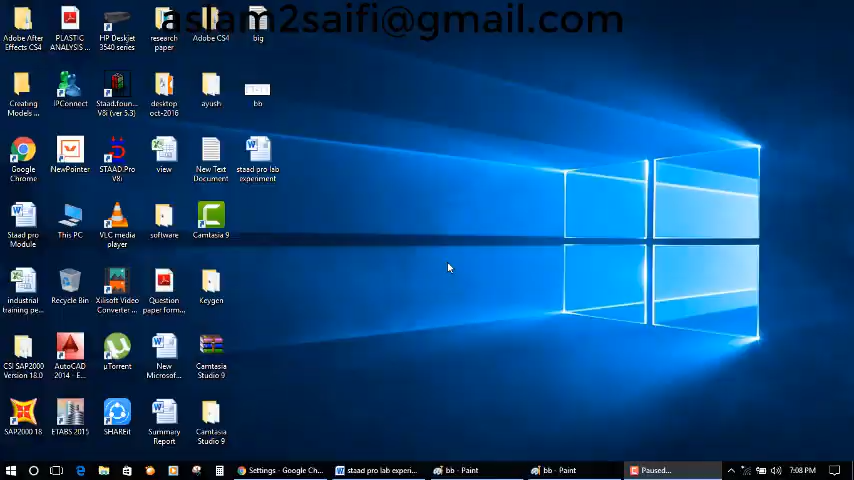 aslam2saifi@gmail.com
Adobe After
Effects CS4
PLASTIC
ANALYSIS ...
HP Deskjet
3540 series
research
paper
Adobe CS4
big
Creating
Models ...
IPConnect
Staad.foun...
V8i (ver 5.3)
desktop
oct-2016
ayush
bb
Google
Chrome
NewPointer
STAAD.Pro
V8i
view
New Text
Document
staad pro lab
experiment
Staad pro
Module
This PC
VLC media
player
software
Camtasia 9
industrial
training pe...
Recycle Bin
Xilisoft Video
Converter ...
Question
paper form...
Keygen
CSI SAP2000
Version 18.0
AutoCAD
2014 - E...
µTorrent
New
Microsof...
Camtasia
Studio 9
SAP2000 18
ETABS 2015
SHAREit
Summary
Report
Camtasia
Studio 9
Settings - Google Ch...
staad pro lab experi...
bb - Paint
bb - Paint
Paused...
7:08 PM